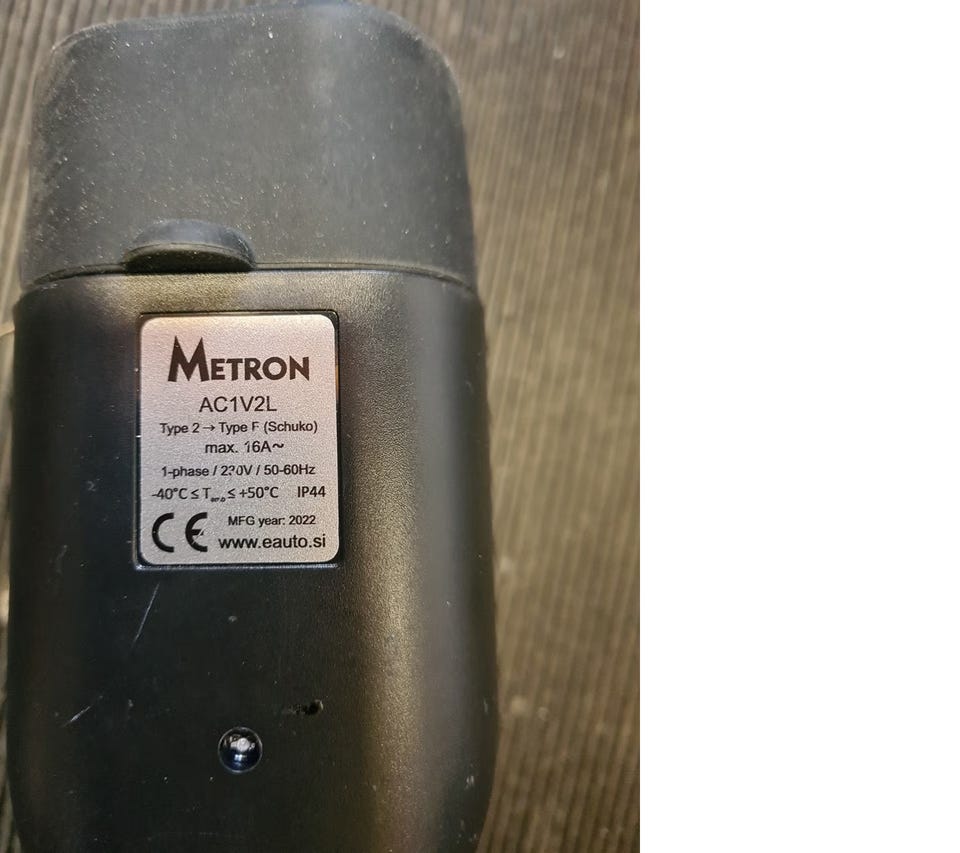 METRON
AC1V2L
Type 2 → Type F (Schuko)
max. 16A~
1-phase / 230V / 50-60Hz
-40°C ≤ T ≤ +50°C IP44
CE MFG year: 2022
www.eauto.si